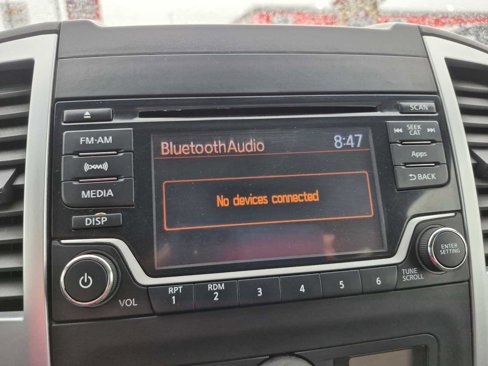 SCAN
FM·AM
BluetoothAudio 8:47
SEEK
CAT
(XM)
Apps
MEDIA
No devices connected
BACK
DISP
ENTER
SETTING
VOL
RPT
1
RDM
2
3
4
5
6
TUNE
SCROLL